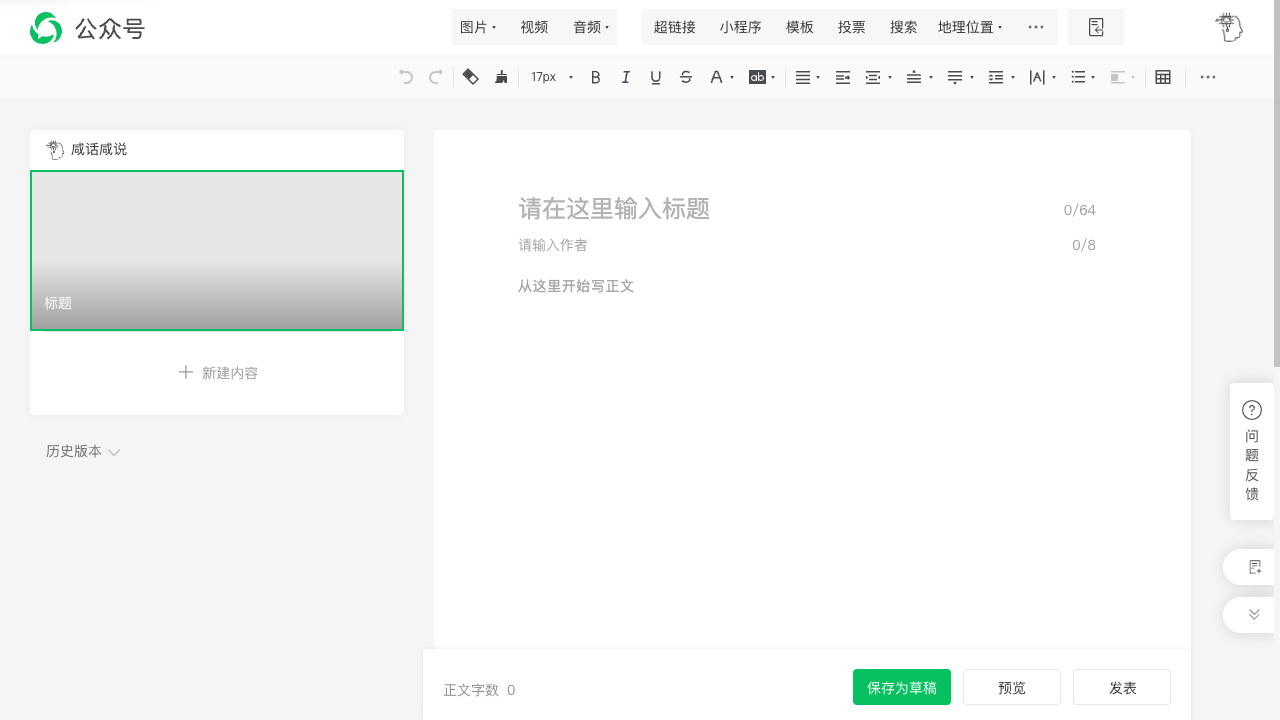 公众号
图片 视频 音频 超链接 小程序 模板 投票 搜索 地理位置
17px B I U S A ab A
咸话咸说
标题
新建内容
历史版本
请在这里输入标题 0/64
请输入作者 0/8
从这里开始写正文
?
问
题
反
馈
正文字数 0 保存为草稿 预览 发表